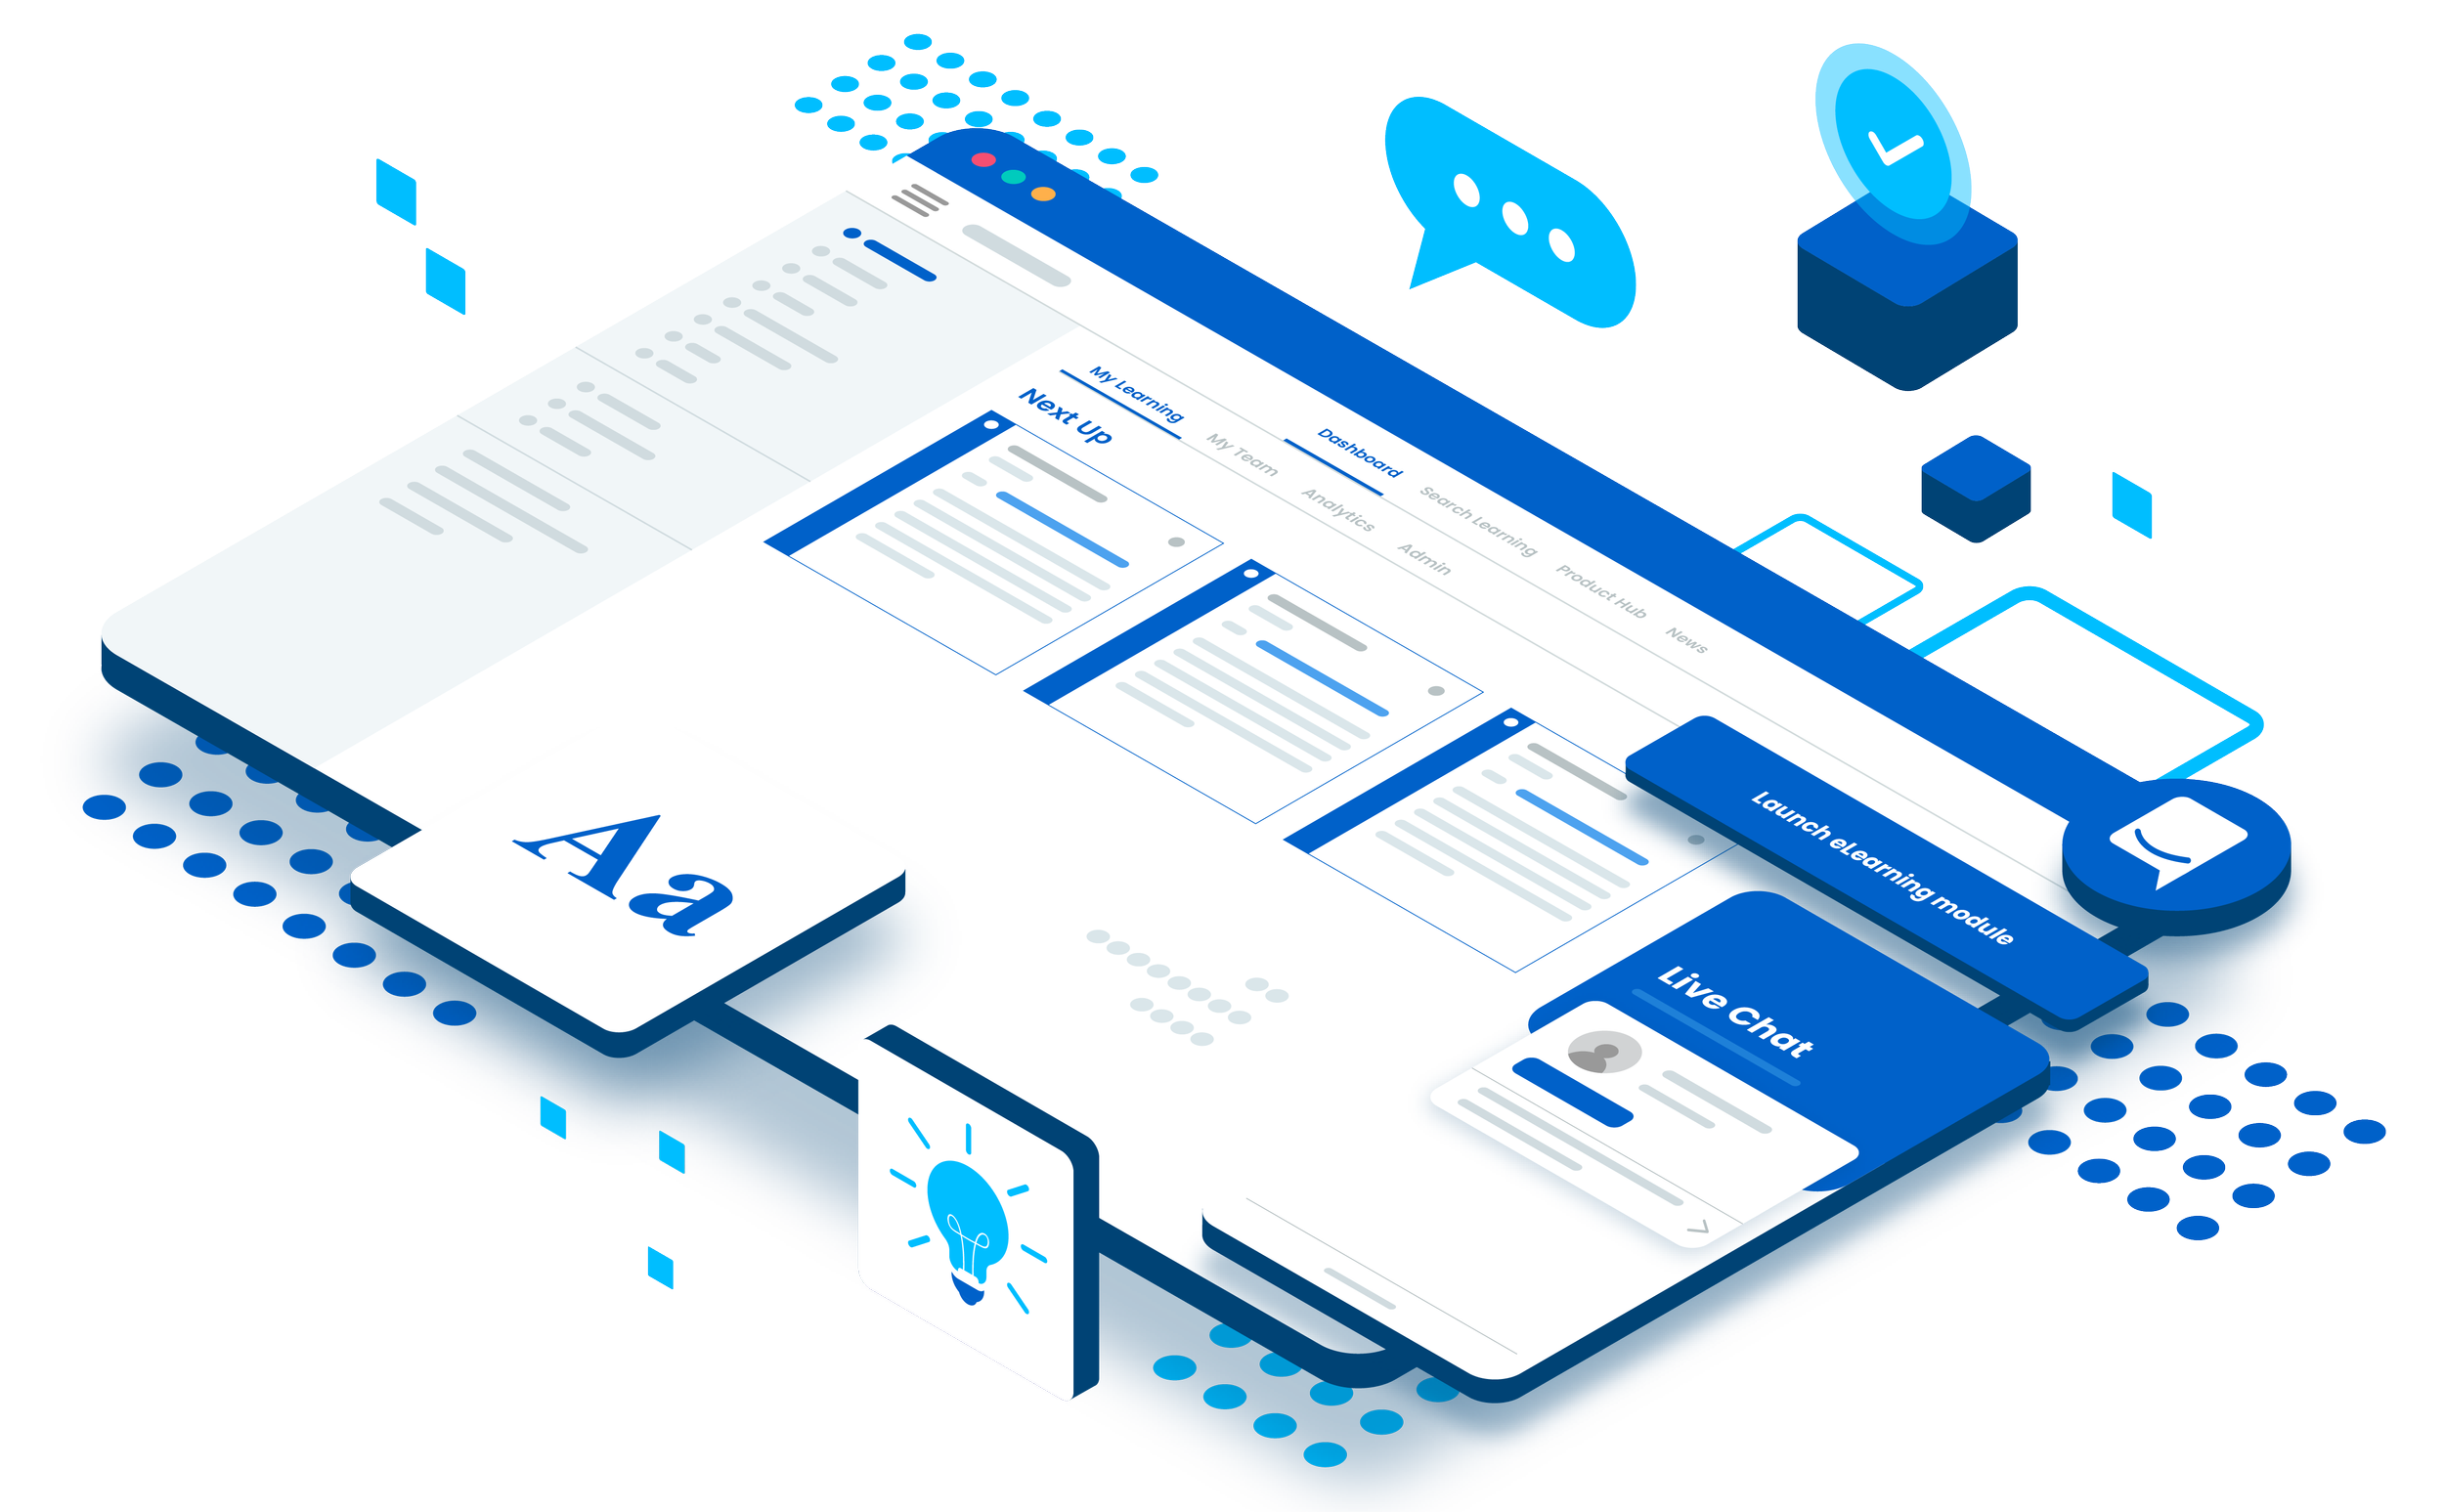 Dashboard
Search Learning
Product Hub
News
My Learning
My Team
Analytics
Admin
Next Up
Launch eLearning module
Live Chat
Aa